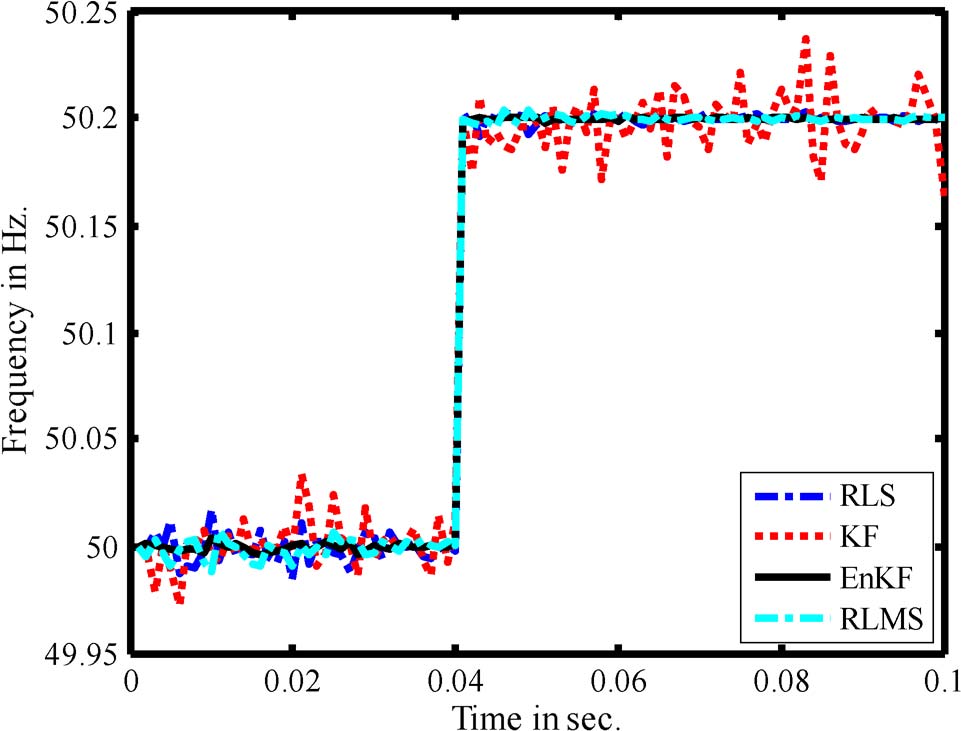 50.25
50.2
50.15
50.1
50.05
50
49.95
Frequency in Hz.
RLS
KF
EnKF
RLMS
0 0.02 0.04 0.06 0.08 0.1
Time in sec.